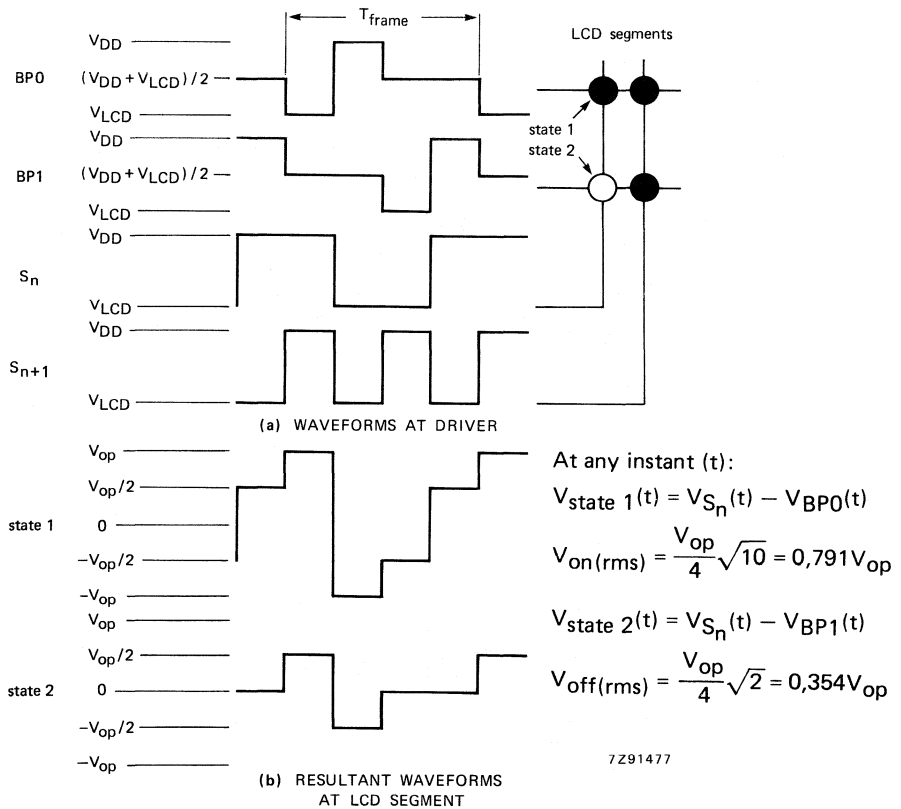 T_frame
LCD segments
BP0
V_DD
(V_DD + V_LCD)/2
V_LCD
state 1
state 2
BP1
V_DD
(V_DD + V_LCD)/2
V_LCD
S_n
V_DD
V_LCD
S_n+1
V_DD
V_LCD
(a) WAVEFORMS AT DRIVER
state 1
V_op
V_op/2
0
−V_op/2
−V_op
state 2
V_op
V_op/2
0
−V_op/2
−V_op
(b) RESULTANT WAVEFORMS
AT LCD SEGMENT
At any instant (t):
V_state 1(t) = V_S_n(t) − V_BP0(t)
V_on(rms) = V_op/4 √10 = 0,791V_op
V_state 2(t) = V_S_n(t) − V_BP1(t)
V_off(rms) = V_op/4 √2 = 0,354V_op
7Z91477